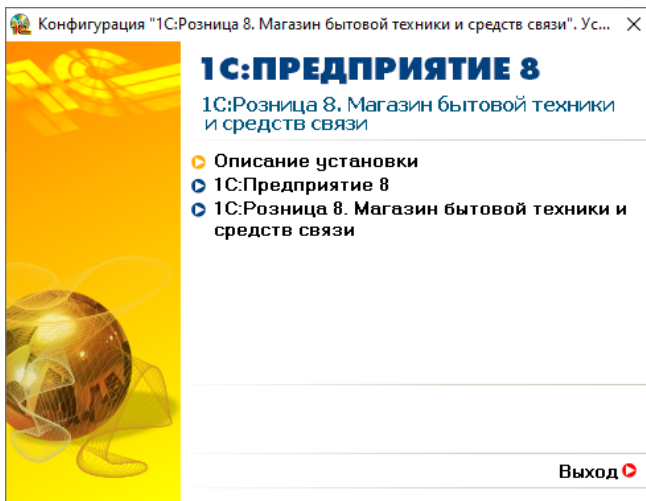 Конфигурация "1С:Розница 8. Магазин бытовой техники и средств связи". Ус...
1С:ПРЕДПРИЯТИЕ 8
1С:Розница 8. Магазин бытовой техники
и средств связи
Описание установки
1С:Предприятие 8
1С:Розница 8. Магазин бытовой техники и
средств связи
Выход